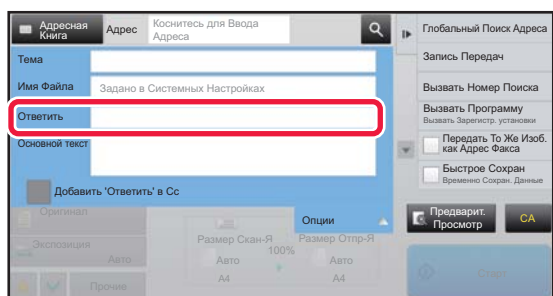 Адресная
Книга
Адрес
Коснитесь для Ввода
Адреса
Тема
Имя Файла
Задано в Системных Настройках
Ответить
Основной текст
Добавить 'Ответить' в Cc
Опции
Оригинал
Экспозиция
Авто
Прочие
Размер Скан-Я
Авто
A4
100%
Размер Отпр-Я
Авто
A4
Глобальный Поиск Адреса
Запись Передач
Вызвать Номер Поиска
Вызвать Программу
Вызвать Зарегистр. установки
Передать То Же Изоб.
как Адрес Факса
Быстрое Сохран
Временно Сохран. Данные
Предварит.
Просмотр
CA
Старт